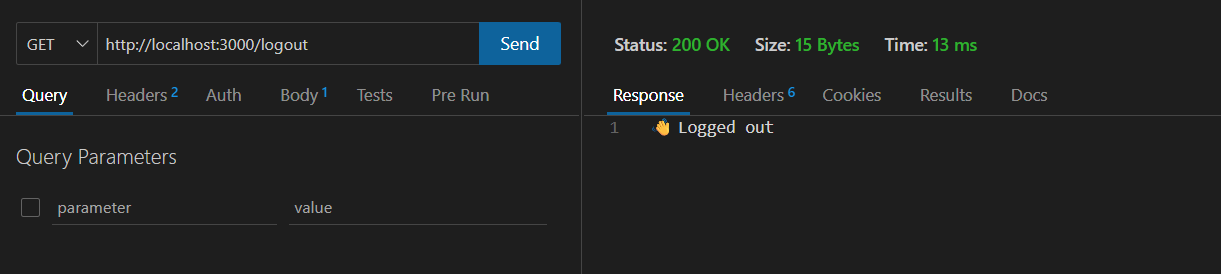 GET http://localhost:3000/logout Send
Query Headers 2 Auth Body 1 Tests Pre Run
Query Parameters
parameter value
Status: 200 OK Size: 15 Bytes Time: 13 ms
Response Headers 6 Cookies Results Docs
1 👋 Logged out